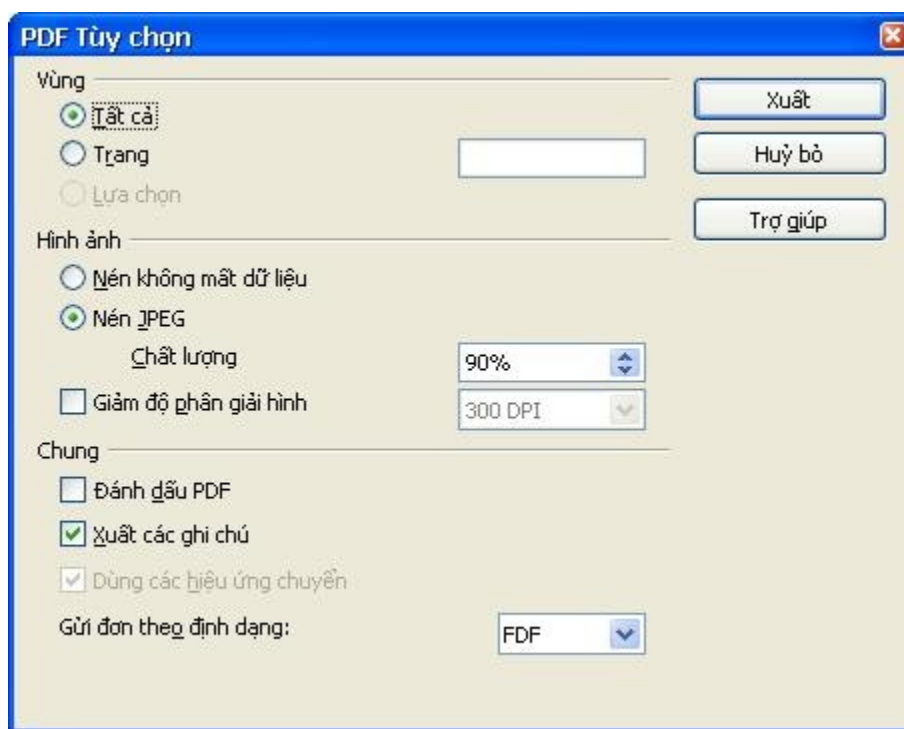 PDF Tùy chọn
Vùng
Tất cả
Trang
Lựa chọn
Xuất
Huỷ bỏ
Trợ giúp
Hình ảnh
Nén không mất dữ liệu
Nén JPEG
Chất lượng
90%
Giảm độ phân giải hình
300 DPI
Chung
Đánh dấu PDF
Xuất các ghi chú
Dùng các hiệu ứng chuyển
Gửi đơn theo định dạng:
FDF